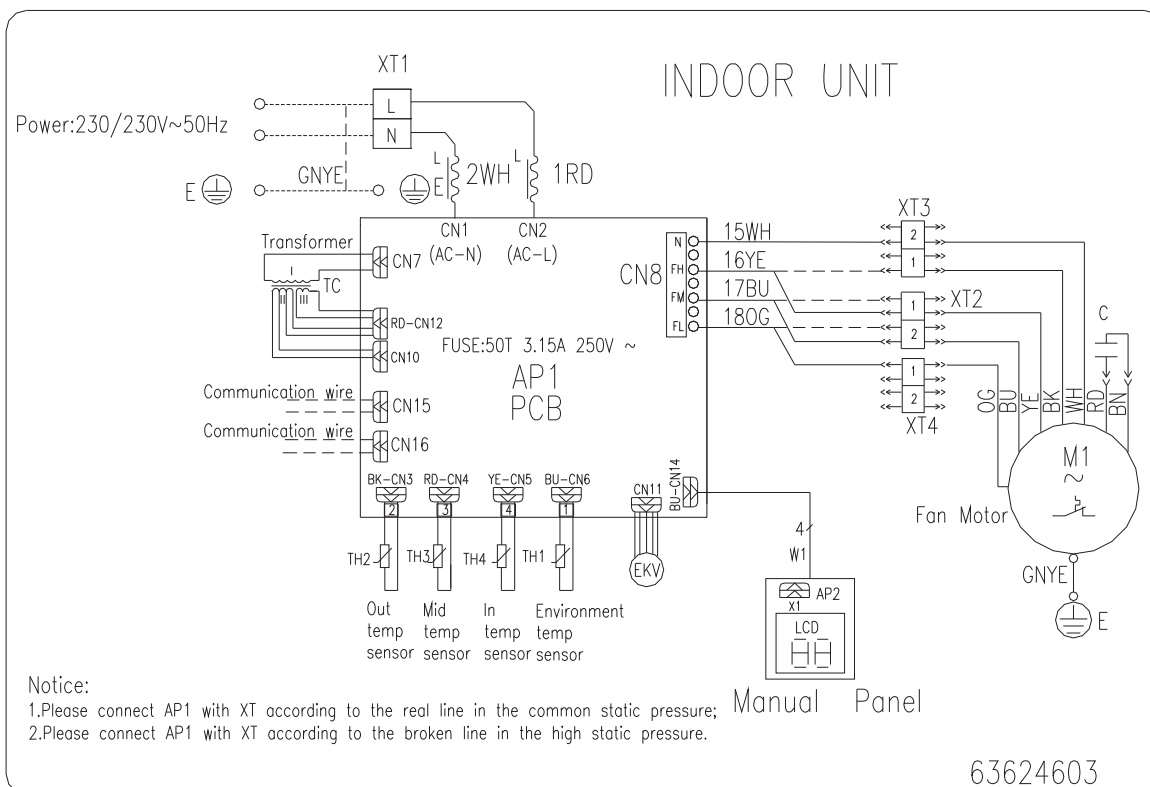 INDOOR UNIT
XT1
L
N
Power:230/230V~50Hz
GNYE
E
L
E
2WH
L
1RD
CN1
(AC-N)
CN2
(AC-L)
Transformer
I
II
III
TC
CN7
RD-CN12
CN10
FUSE:50T 3.15A 250V ~
AP1
PCB
Communication wire
CN15
Communication wire
CN16
CN8
N
FH
FM
FL
15WH
16YE
17BU
18OG
XT3
2
1
XT2
1
2
1
2
XT4
C
OG
BU
YE
BK
WH
RD
BN
M1
~
Fan Motor
GNYE
E
BK-CN3
RD-CN4
YE-CN5
BU-CN6
2
3
4
1
CN11
BU-CN14
TH2
TH3
TH4
TH1
EKV
4
W1
Out
temp
sensor
Mid
temp
sensor
In
temp
sensor
Environment
temp
sensor
X1
AP2
LCD
88
Manual Panel
Notice:
1.Please connect AP1 with XT according to the real line in the common static pressure;
2.Please connect AP1 with XT according to the broken line in the high static pressure.
63624603